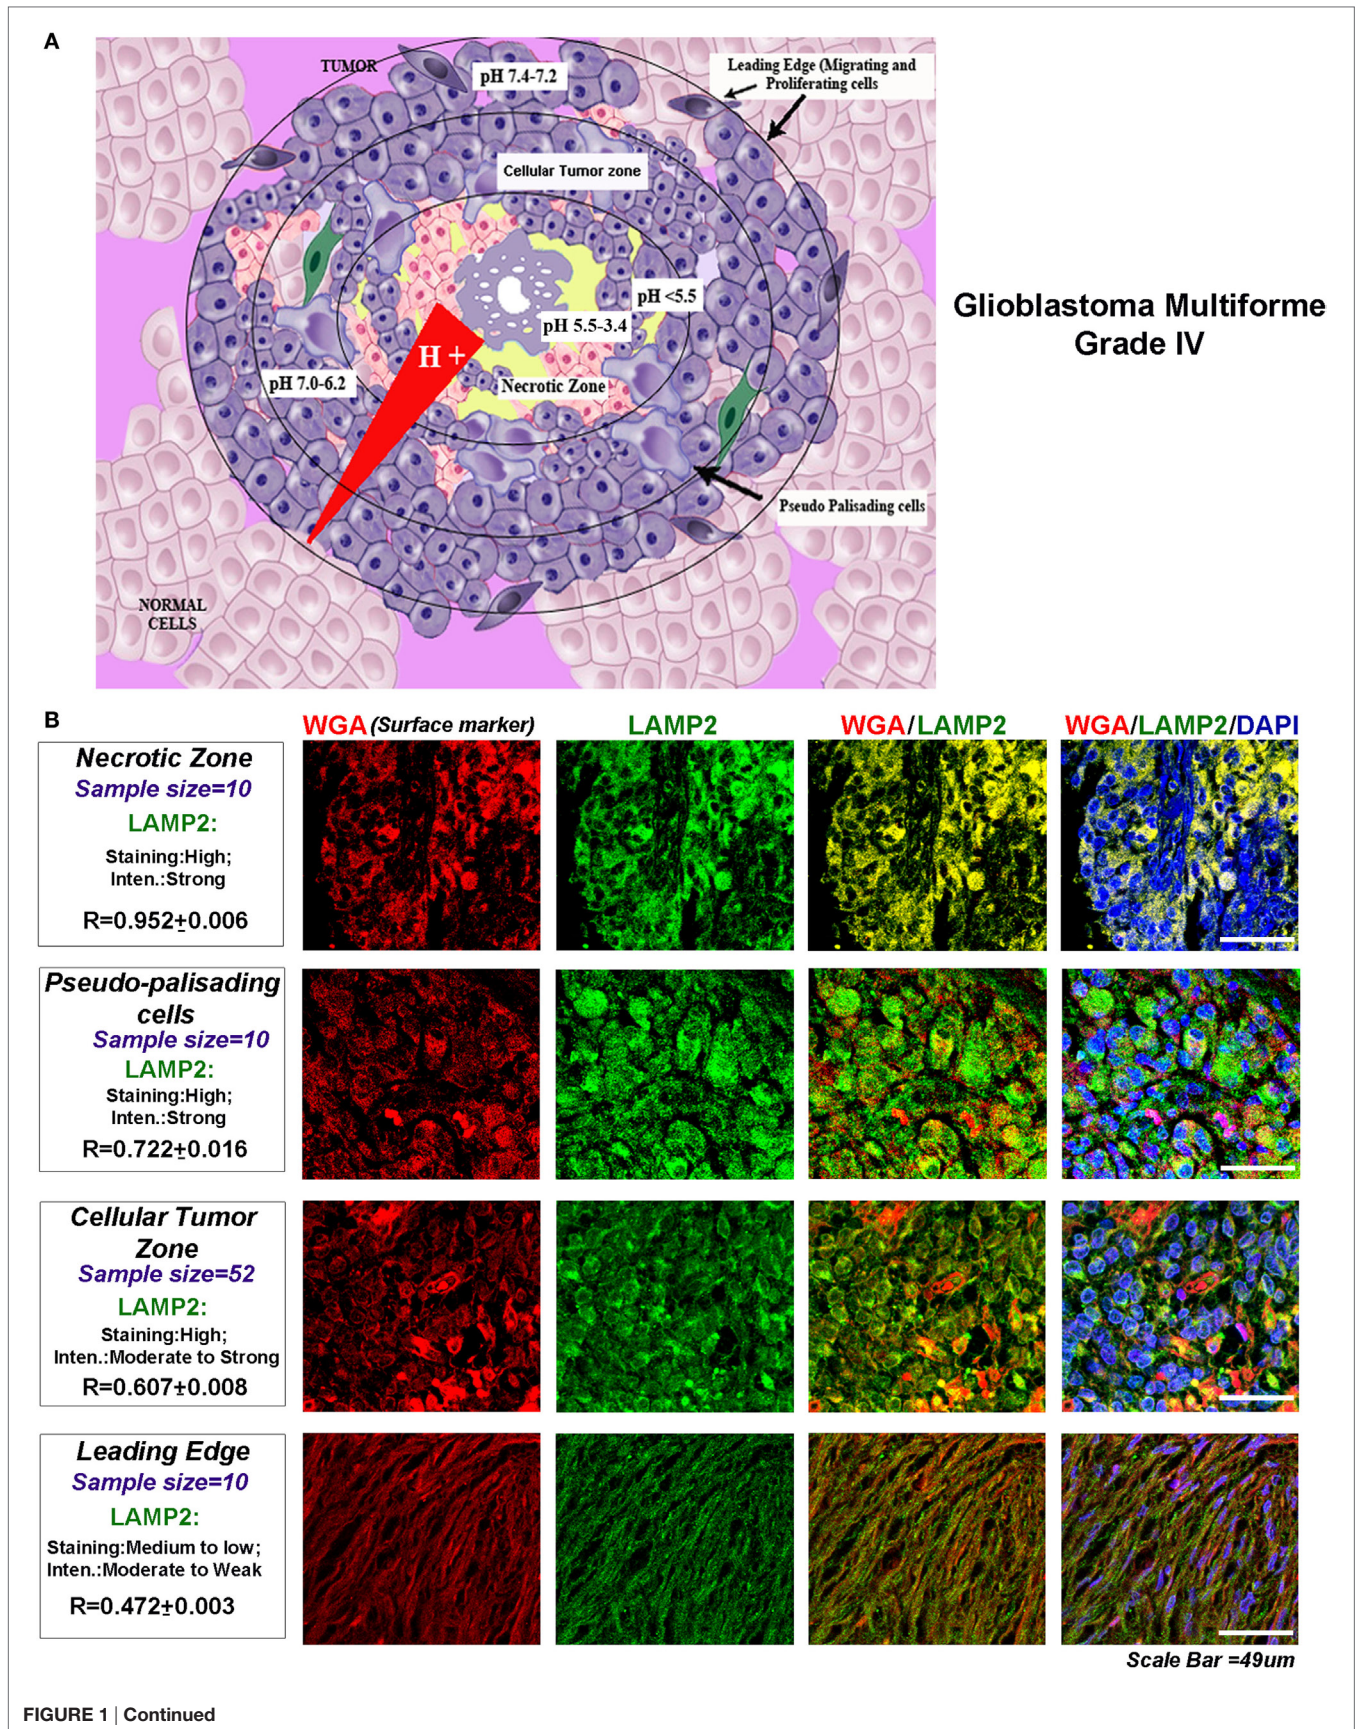 A
TUMOR
pH 7.4-7.2
Leading Edge (Migrating and
Proliferating cells
Cellular Tumor zone
pH <5.5
pH 5.5-3.4
H +
pH 7.0-6.2
Necrotic Zone
Pseudo Palisading cells
NORMAL
CELLS
Glioblastoma Multiforme
Grade IV
B
WGA (Surface marker) LAMP2 WGA/LAMP2 WGA/LAMP2/DAPI
Necrotic Zone
Sample size=10
LAMP2:
Staining:High;
Inten.:Strong
R=0.952±0.006
Pseudo-palisading
cells
Sample size=10
LAMP2:
Staining:High;
Inten.:Strong
R=0.722±0.016
Cellular Tumor
Zone
Sample size=52
LAMP2:
Staining:High;
Inten.:Moderate to Strong
R=0.607±0.008
Leading Edge
Sample size=10
LAMP2:
Staining:Medium to low;
Inten.:Moderate to Weak
R=0.472±0.003
Scale Bar =49um
FIGURE 1 | Continued